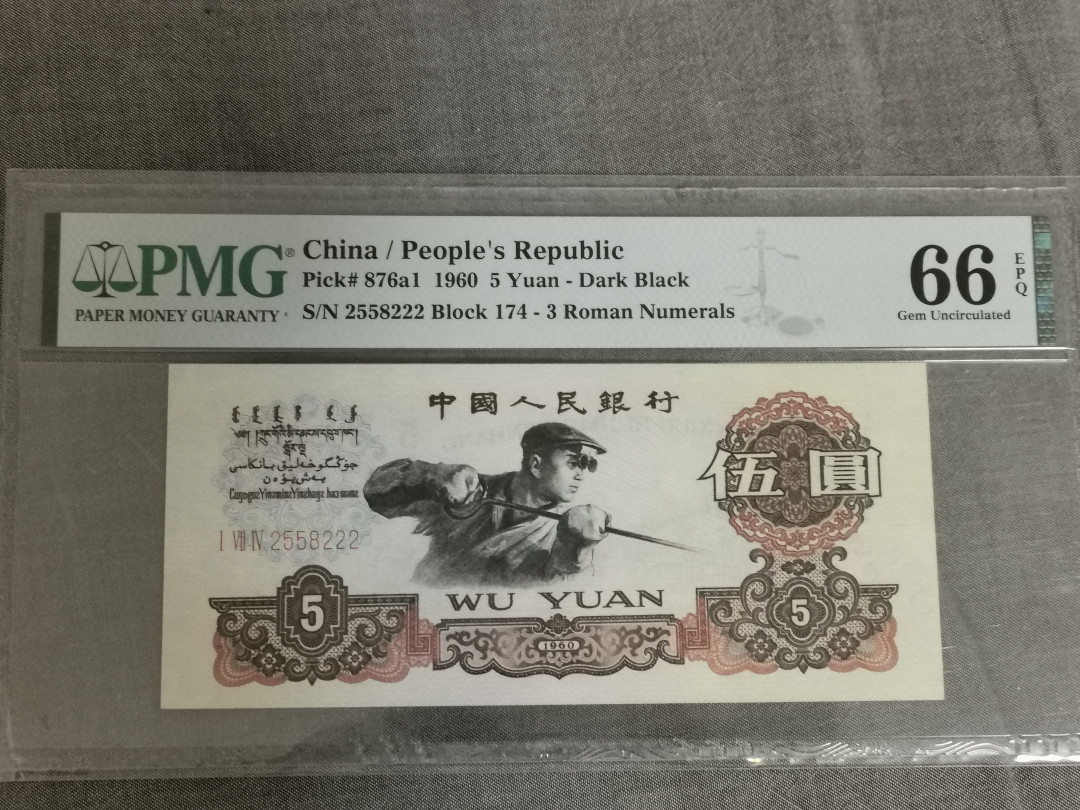 PMG®
PAPER MONEY GUARANTY
China / People's Republic
Pick# 876a1 1960 5 Yuan - Dark Black
S/N 2558222 Block 174 - 3 Roman Numerals
66
EPQ
Gem Uncirculated
中國人民銀行
伍圓
I VII IV 2558222
5
WU YUAN
1960
5